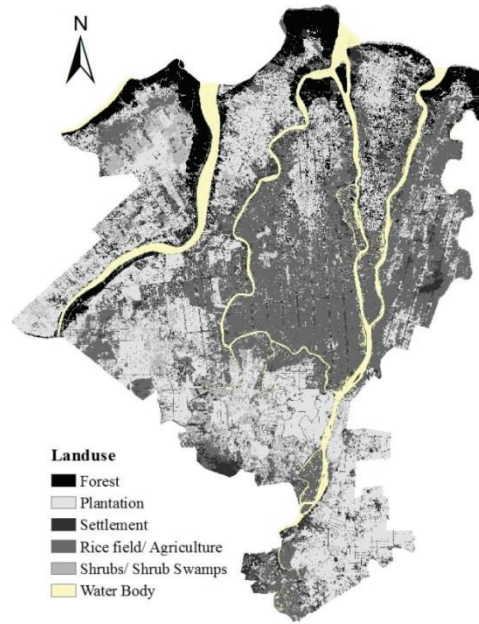 N
Landuse
Forest
Plantation
Settlement
Rice field/ Agriculture
Shrubs/ Shrub Swamps
Water Body